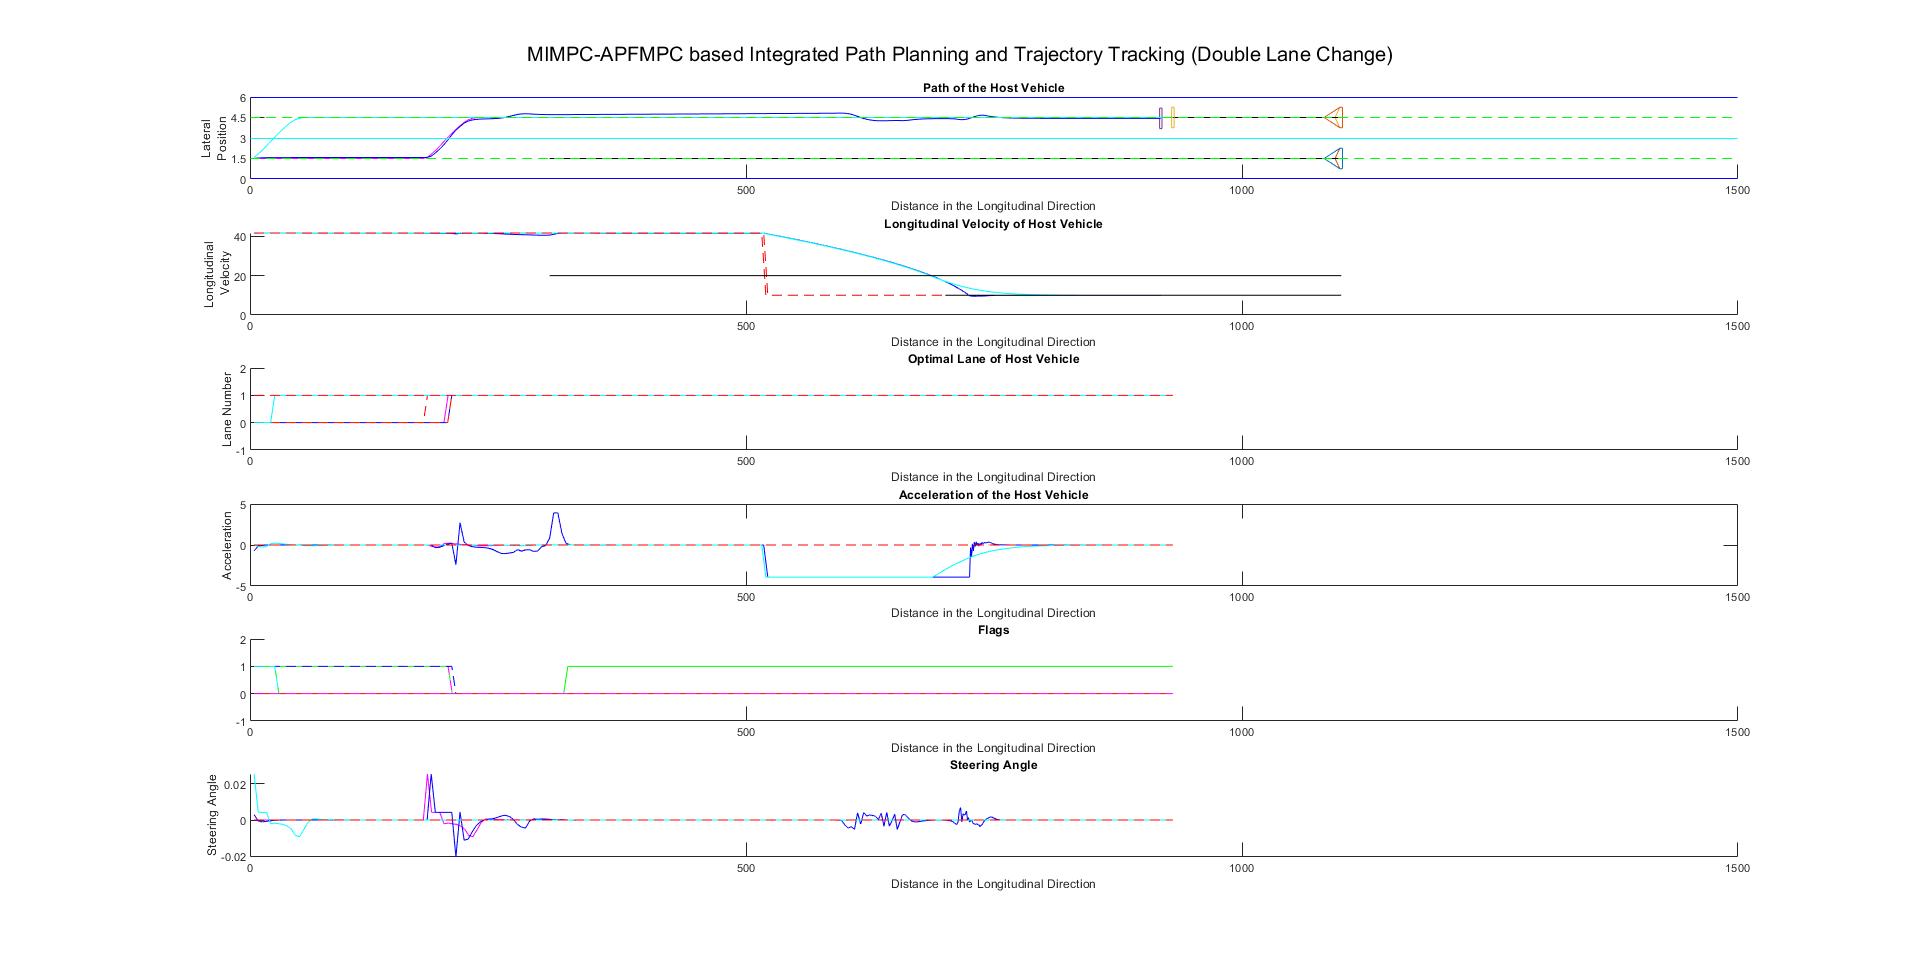 MIMPC-APFMPC based Integrated Path Planning and Trajectory Tracking (Double Lane Change)
Path of the Host Vehicle
Lateral
Position
6
4.5
3
1.5
0
0 500 1000 1500
Distance in the Longitudinal Direction
Longitudinal Velocity of Host Vehicle
Longitudinal
Velocity
40
20
0
0 500 1000 1500
Distance in the Longitudinal Direction
Optimal Lane of Host Vehicle
Lane Number
2
1
0
-1
0 500 1000 1500
Distance in the Longitudinal Direction
Acceleration of the Host Vehicle
Acceleration
5
0
-5
0 500 1000 1500
Distance in the Longitudinal Direction
Flags
2
1
0
-1
0 500 1000 1500
Distance in the Longitudinal Direction
Steering Angle
Steering Angle
0.02
0
-0.02
0 500 1000 1500
Distance in the Longitudinal Direction